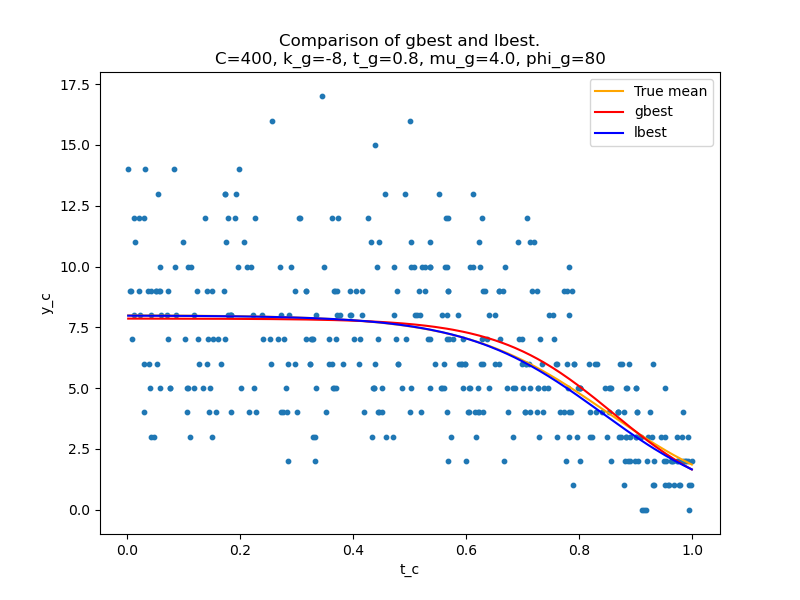 Comparison of gbest and lbest.
C=400, k_g=-8, t_g=0.8, mu_g=4.0, phi_g=80
True mean
gbest
lbest
17.5
15.0
12.5
10.0
7.5
5.0
2.5
0.0
y_c
0.0 0.2 0.4 0.6 0.8 1.0
t_c